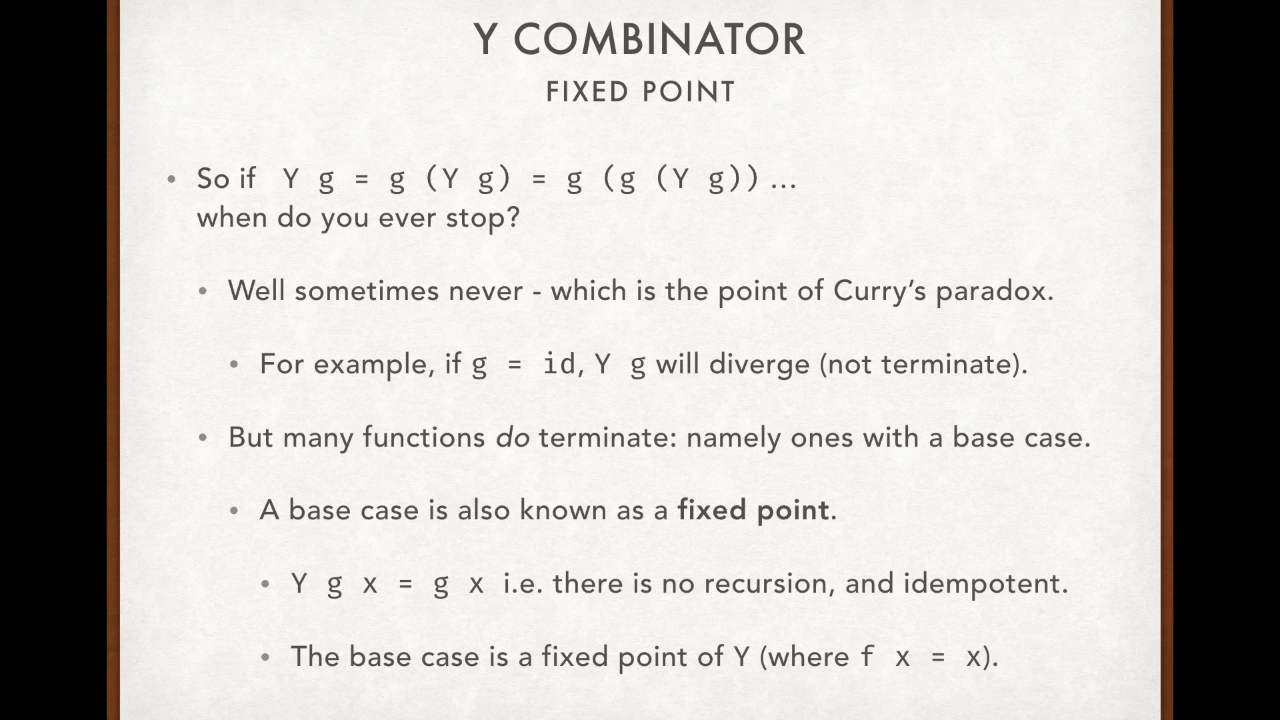 Y COMBINATOR
FIXED POINT
• So if Y g = g (Y g) = g (g (Y g)) …
when do you ever stop?
• Well sometimes never - which is the point of Curry’s paradox.
• For example, if g = id, Y g will diverge (not terminate).
• But many functions do terminate: namely ones with a base case.
• A base case is also known as a fixed point.
• Y g x = g x i.e. there is no recursion, and idempotent.
• The base case is a fixed point of Y (where f x = x).